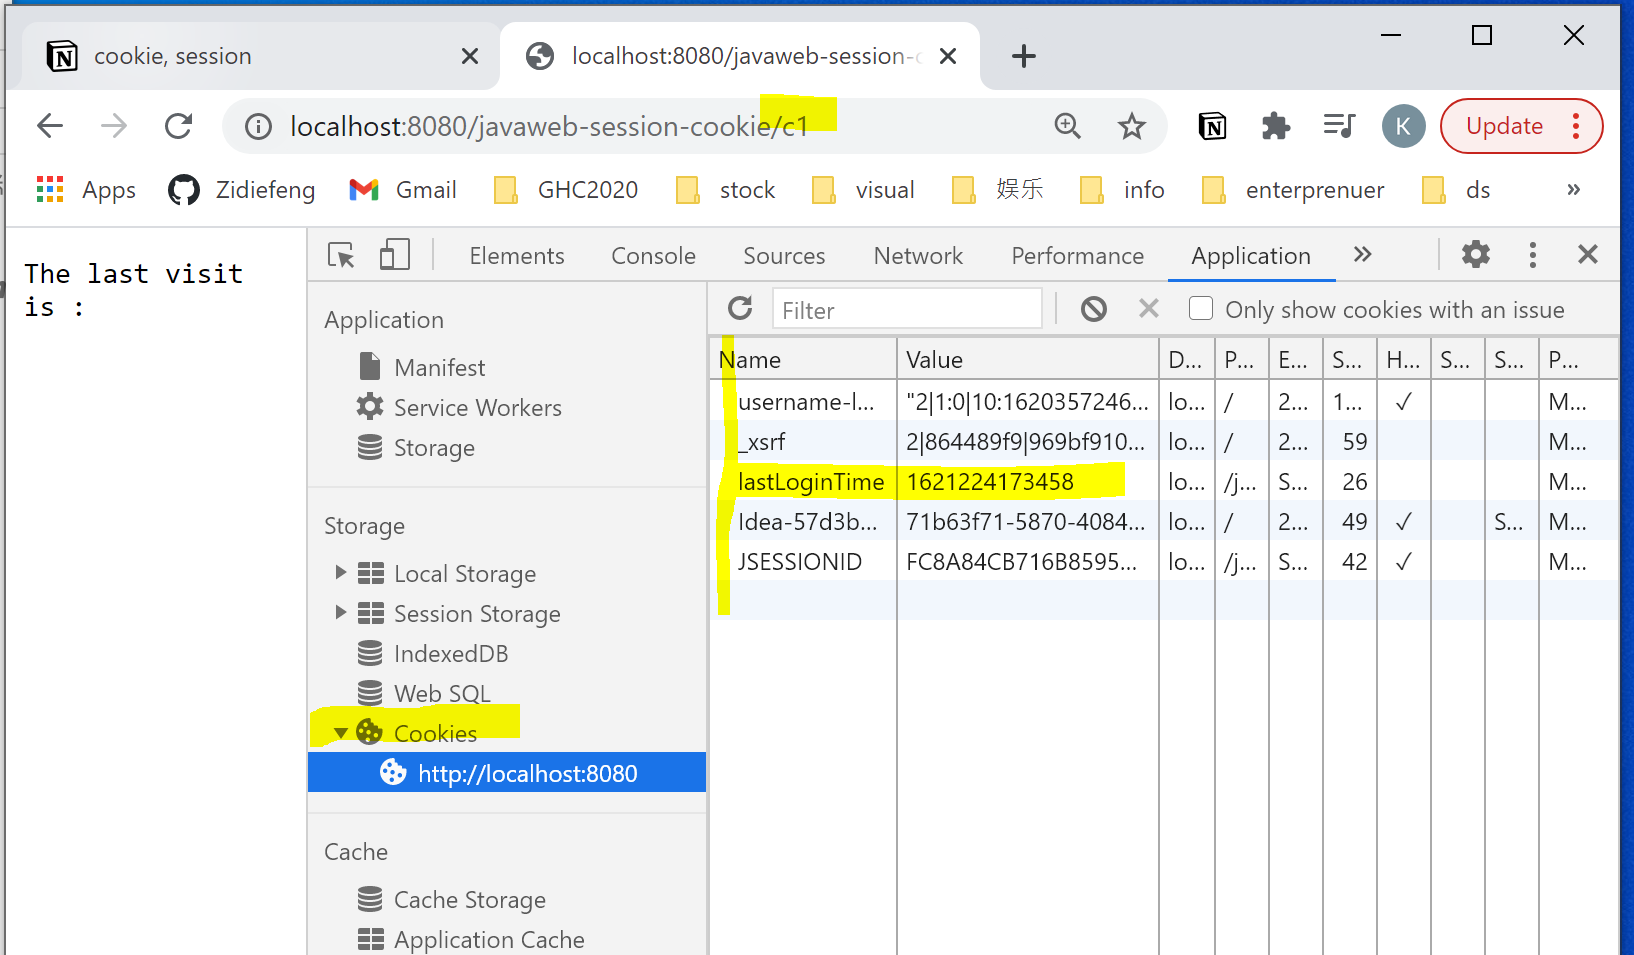 cookie, session
localhost:8080/javaweb-session-c
localhost:8080/javaweb-session-cookie/c1
K
Update
Apps
Zidiefeng
Gmail
GHC2020
stock
visual
娱乐
info
enterprenuer
ds
»
The last visit
is :
Elements Console Sources Network Performance Application
Application
Manifest
Service Workers
Storage
Storage
Local Storage
Session Storage
IndexedDB
Web SQL
Cookies
http://localhost:8080
Cache
Cache Storage
Application Cache
Filter
Only show cookies with an issue
Name Value D... P... E... S... H... S... S... P...
username-l... "2|1:0|10:1620357246... lo... / 2... 1... ✓ M...
_xsrf 2|864489f9|969bf910... lo... / 2... 59 M...
lastLoginTime 1621224173458 lo... /j... S... 26 M...
Idea-57d3b... 71b63f71-5870-4084... lo... / 2... 49 ✓ S... M...
JSESSIONID FC8A84CB716B8595... lo... /j... S... 42 ✓ M...